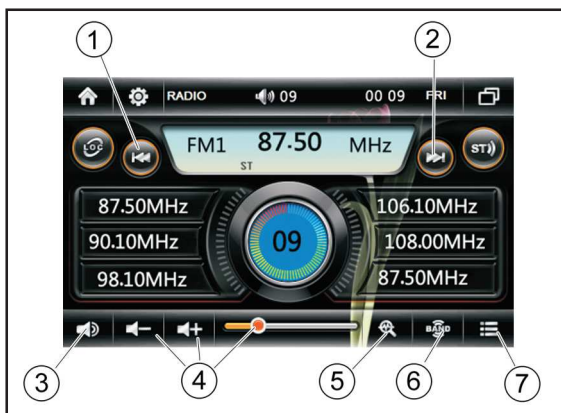 1
2
RADIO 09 00 09 FRI
LOC FM1 87.50 MHz ST
ST
87.50MHz 106.10MHz
90.10MHz 09 108.00MHz
98.10MHz 87.50MHz
BAND
3 4 5 6 7